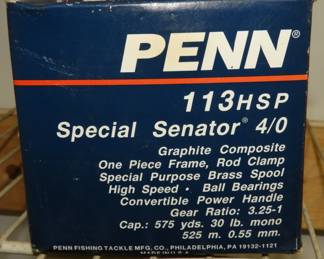 PENN®
113HSP
Special Senator® 4/0
Graphite Composite
One Piece Frame, Rod Clamp
Special Purpose Brass Spool
High Speed • Ball Bearings
Convertible Power Handle
Gear Ratio: 3.25-1
Cap.: 575 yds. 30 lb. mono
525 m. 0.55 mm.
PENN FISHING TACKLE MFG. CO., PHILADELPHIA, PA 19132-1121
MADE IN U.S.A.